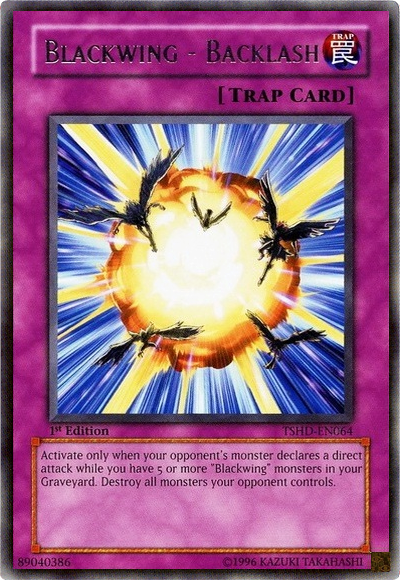 BLACKWING - BACKLASH
TRAP
罠
[TRAP CARD]
1st Edition
TSHD-EN064
Activate only when your opponent's monster declares a direct
attack while you have 5 or more "Blackwing" monsters in your
Graveyard. Destroy all monsters your opponent controls.
89040386
©1996 KAZUKI TAKAHASHI